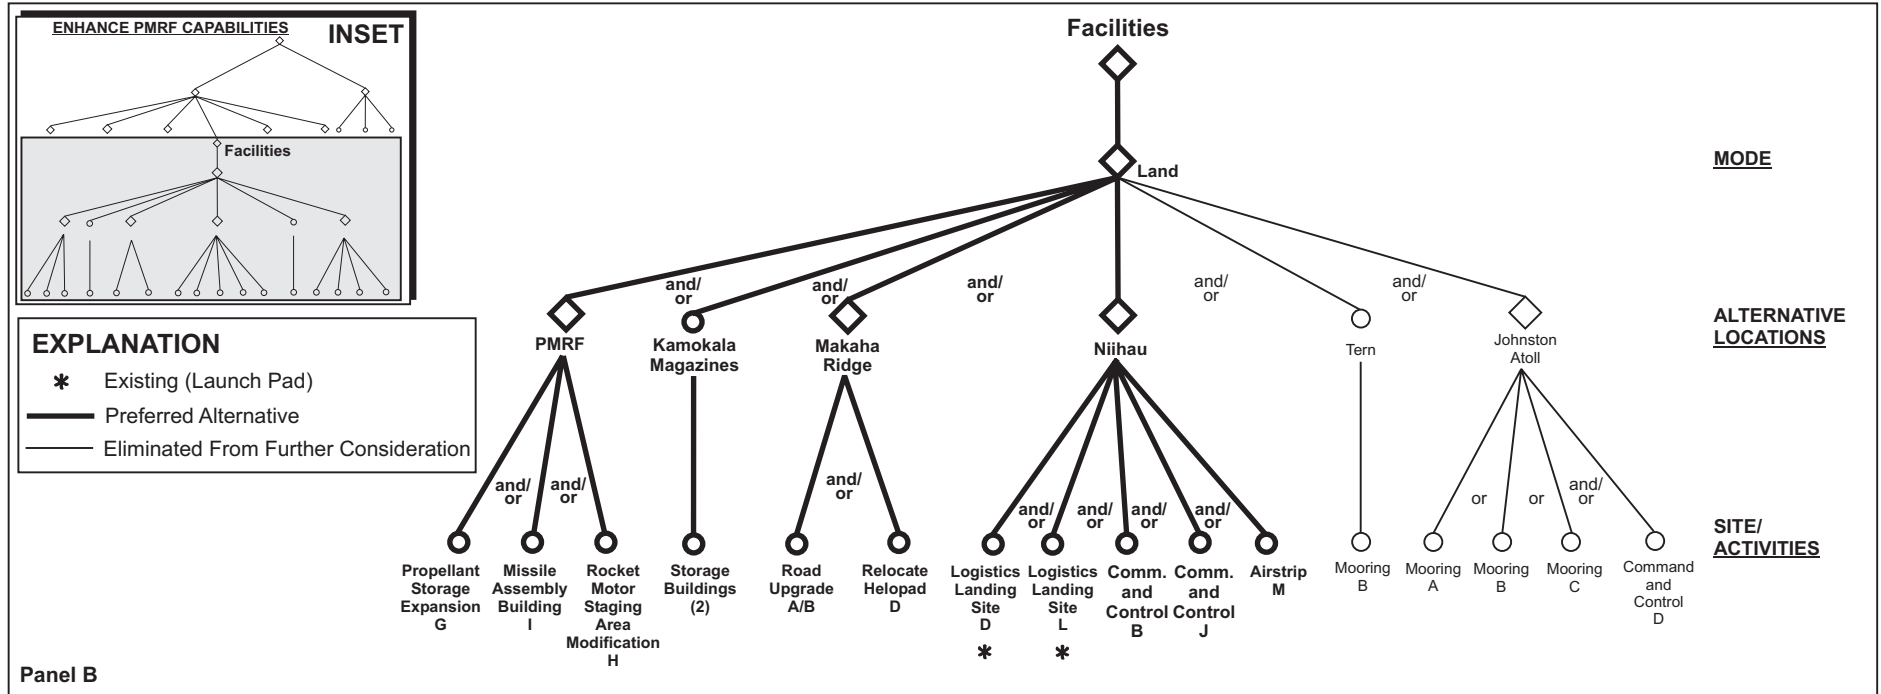 ENHANCE PMRF CAPABILITIES
INSET
Facilities
EXPLANATION
* Existing (Launch Pad)
Preferred Alternative
Eliminated From Further Consideration
Facilities
Land
MODE
and/
or
and/
or
and/
or
and/
or
and/
or
PMRF
Kamokala
Magazines
Makaha
Ridge
Niihau
Tern
Johnston
Atoll
ALTERNATIVE
LOCATIONS
and/
or
and/
or
and/
or
and/
or
and/
or
and/
or
and/
or
or
or
and/
or
SITE/
ACTIVITIES
Propellant
Storage
Expansion
G
Missile
Assembly
Building
I
Rocket
Motor
Staging
Area
Modification
H
Storage
Buildings
(2)
Road
Upgrade
A/B
Relocate
Helopad
D
Logistics
Landing
Site
D
*
Logistics
Landing
Site
L
*
Comm.
and
Control
B
Comm.
and
Control
J
Airstrip
M
Mooring
B
Mooring
A
Mooring
B
Mooring
C
Command
and
Control
D
Panel B